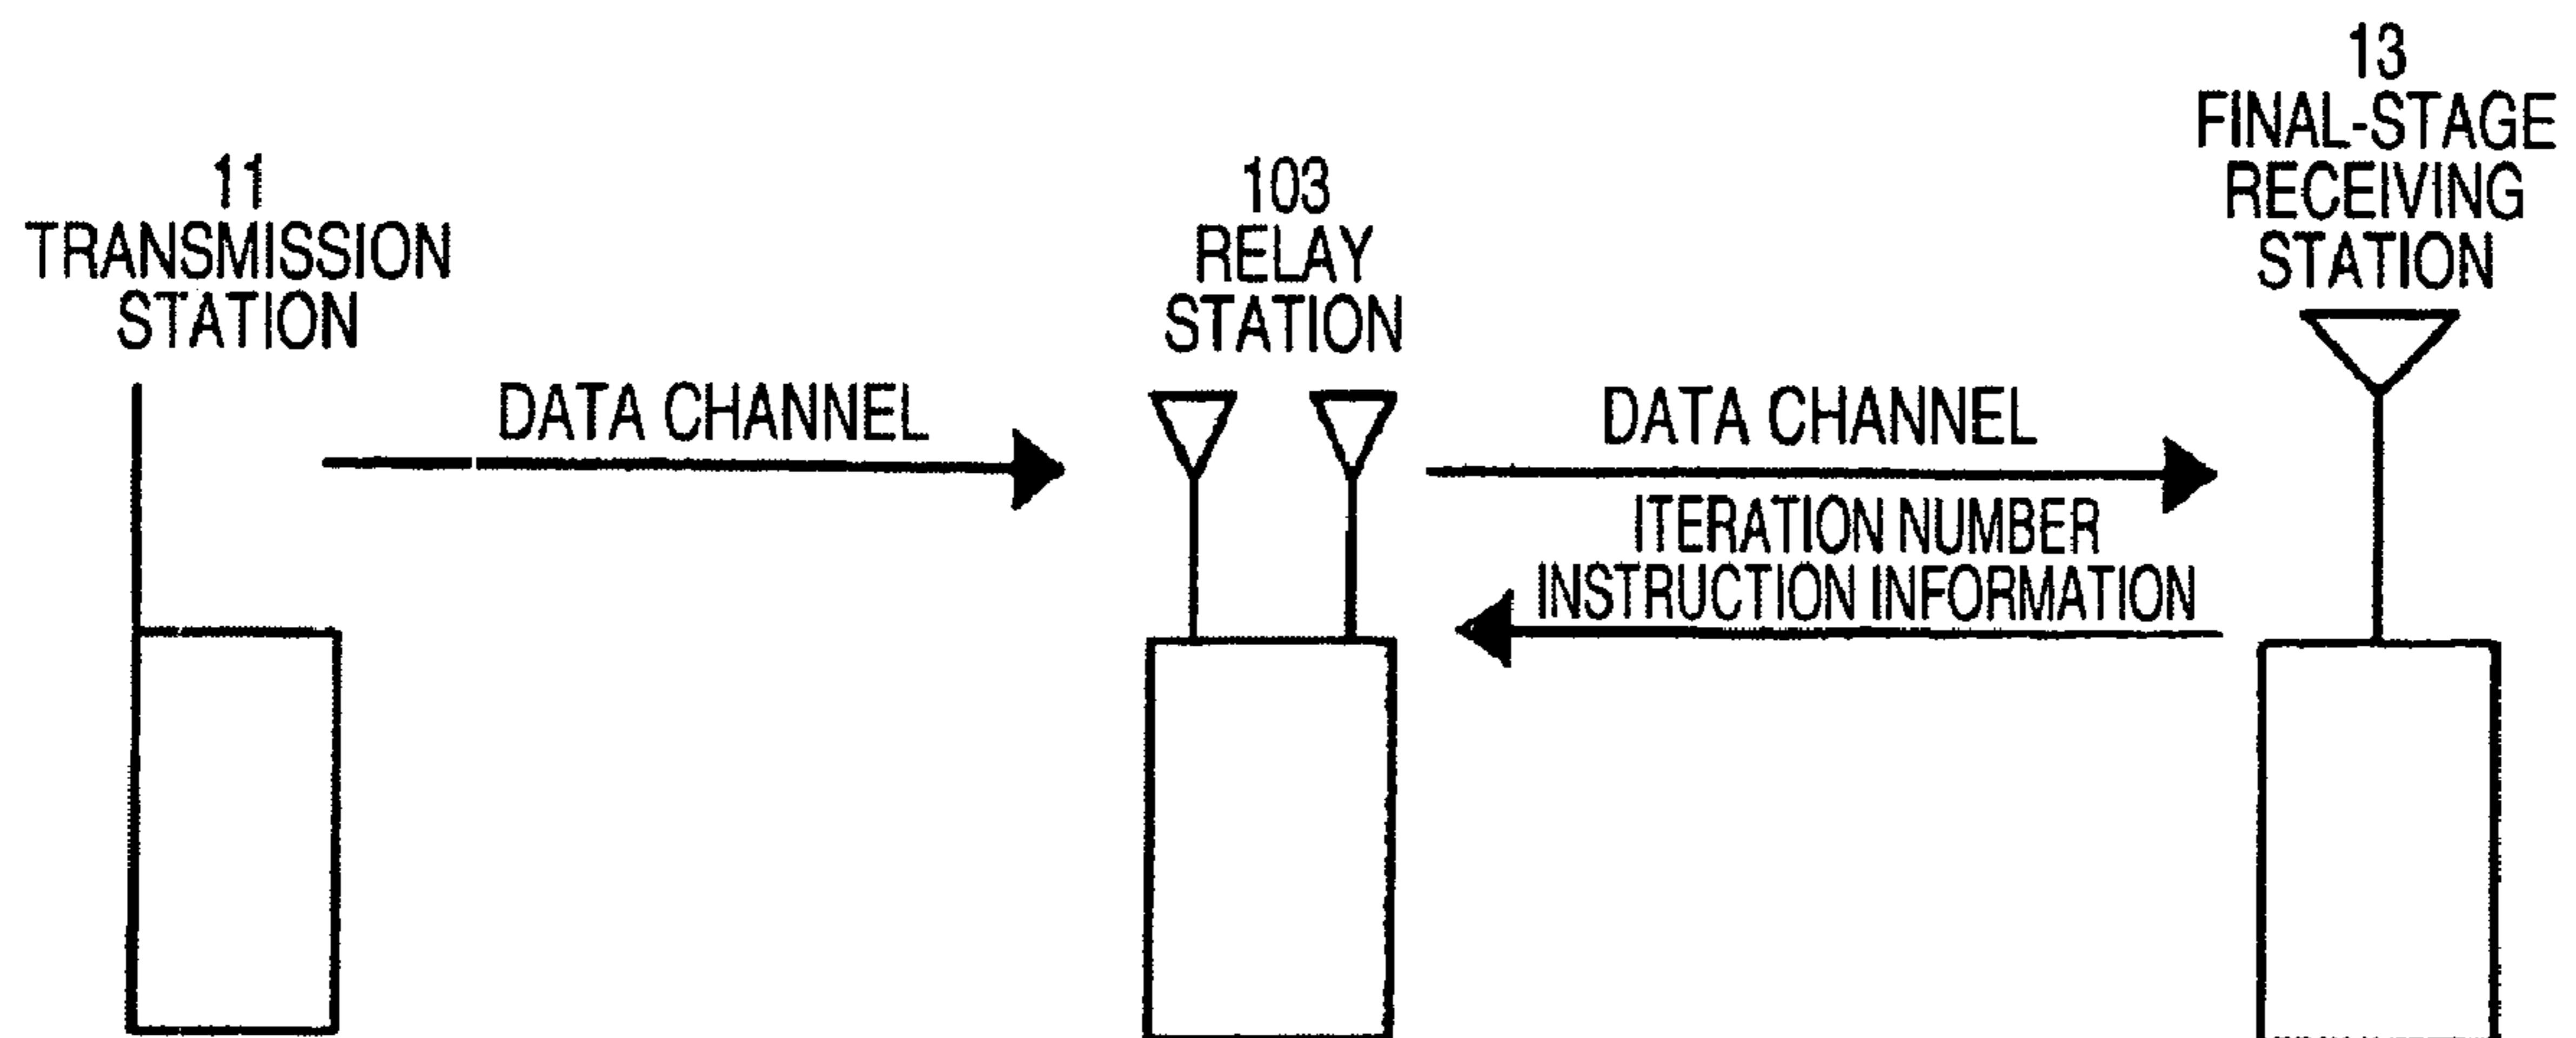 11
TRANSMISSION
STATION
DATA CHANNEL
103
RELAY
STATION
DATA CHANNEL
ITERATION NUMBER
INSTRUCTION INFORMATION
13
FINAL-STAGE
RECEIVING
STATION